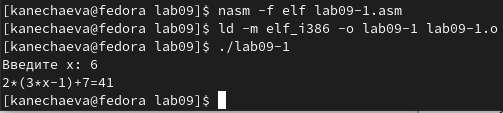 [kanechaeva@fedora lab09]$ nasm -f elf lab09-1.asm
[kanechaeva@fedora lab09]$ ld -m elf_i386 -o lab09-1 lab09-1.o
[kanechaeva@fedora lab09]$ ./lab09-1
Введите x: 6
2*(3*x-1)+7=41
[kanechaeva@fedora lab09]$